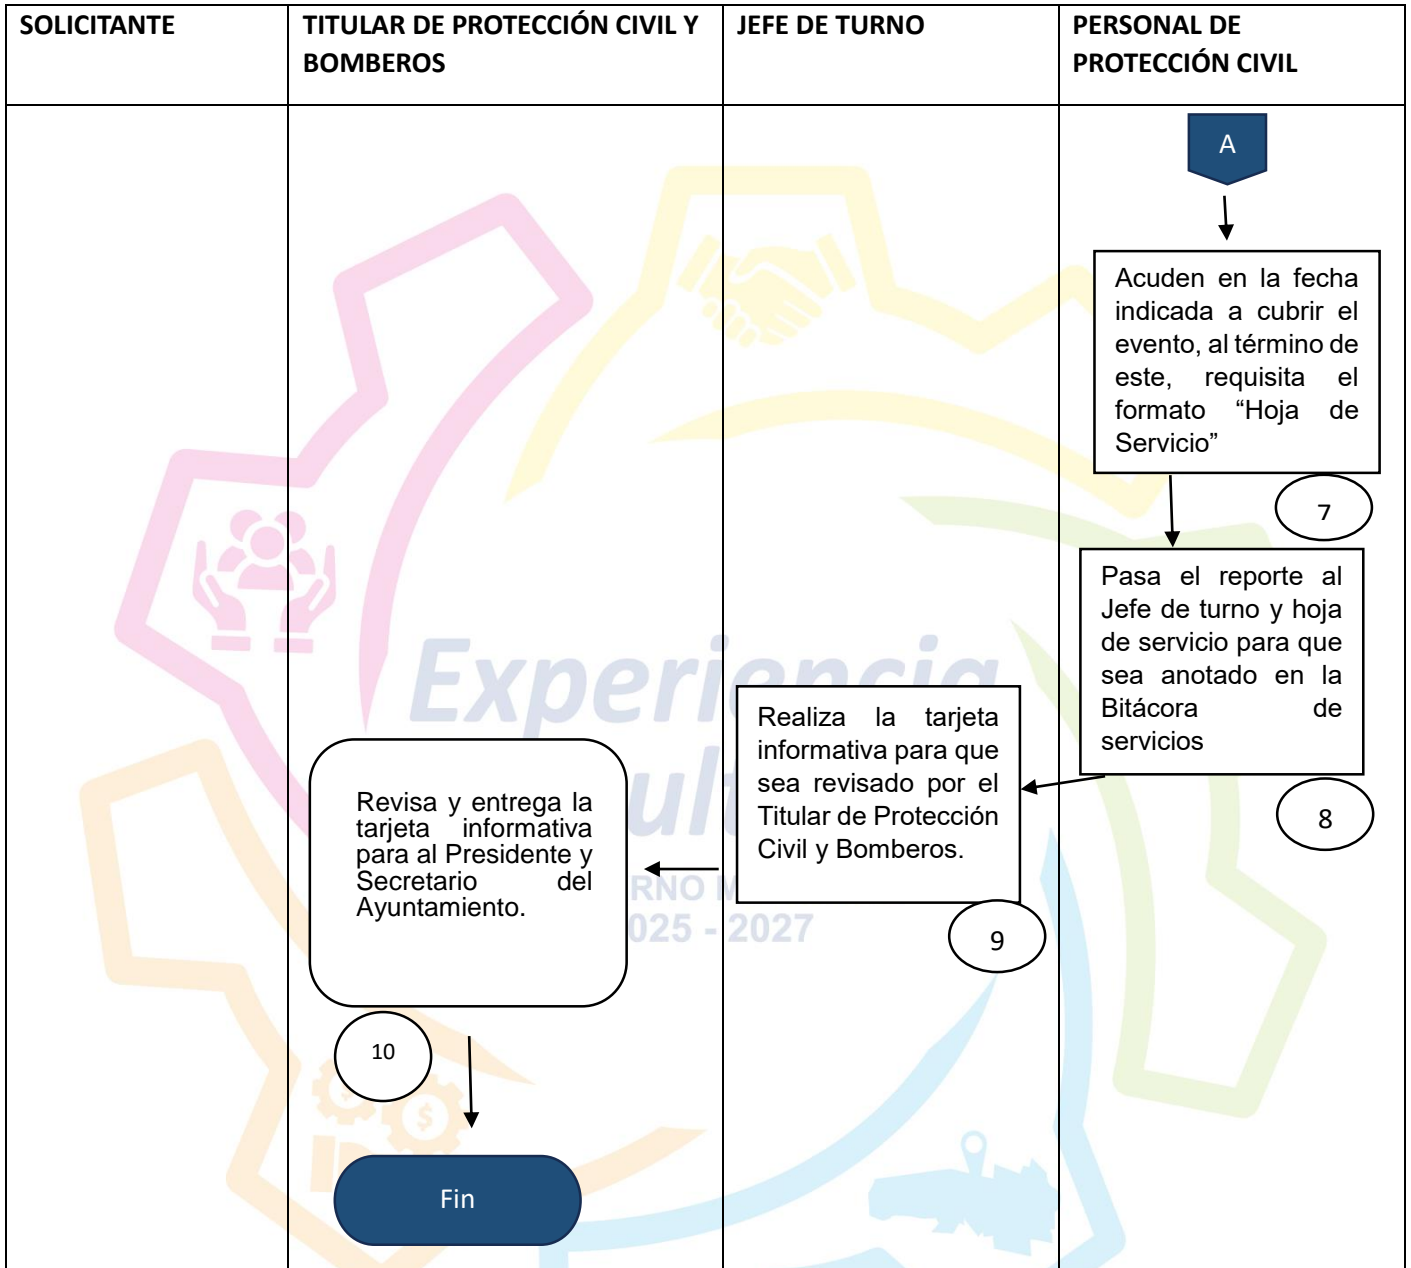 SOLICITANTE
TITULAR DE PROTECCIÓN CIVIL Y
BOMBEROS
JEFE DE TURNO
PERSONAL DE
PROTECCIÓN CIVIL
A
Acuden en la fecha
indicada a cubrir el
evento, al término de
este, requisita el
formato “Hoja de
Servicio”
7
Pasa el reporte al
Jefe de turno y hoja
de servicio para que
sea anotado en la
Bitácora de
servicios
8
Realiza la tarjeta
informativa para que
sea revisado por el
Titular de Protección
Civil y Bomberos.
9
Revisa y entrega la
tarjeta informativa
para al Presidente y
Secretario del
Ayuntamiento.
10
Fin
Experiencia
2027